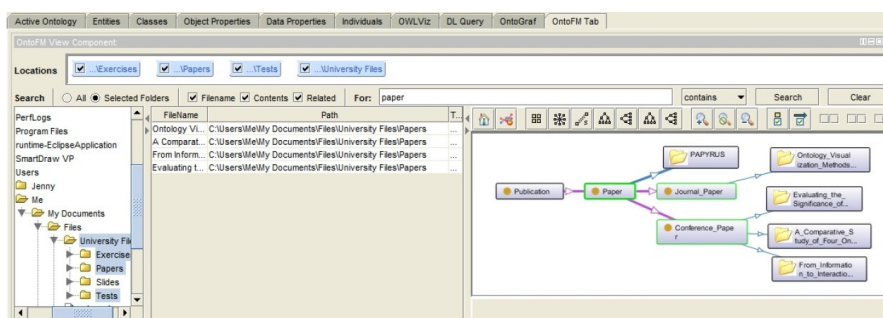 Active Ontology Entities Classes Object Properties Data Properties Individuals OWLViz DL Query OntoGraf OntoFM Tab
OntoFM View Component
Locations ...\Exercises ...\Papers ...\Tests ...\University Files
Search All Selected Folders Filename Contents Related For: paper contains Search Clear
PerfLogs
Program Files
runtime-EclipseApplication
SmartDraw VP
Users
Jenny
Me
My Documents
Files
University File
Exercise
Papers
Slides
Tests
FileName Path T...
Ontology Vi... C:\Users\Me\My Documents\Files\University Files\Papers ...
A Comparat... C:\Users\Me\My Documents\Files\University Files\Papers ...
From Inform... C:\Users\Me\My Documents\Files\University Files\Papers ...
Evaluating t... C:\Users\Me\My Documents\Files\University Files\Papers ...
Publication
Paper
PAPYRUS
Journal_Paper
Conference_Pape
r
Ontology_Visual
ization_Methods...
Evaluating_the_
Significance_of...
A_Comparative_S
tudy_of_Four_On...
From_Informatio
n_to_Interactio...